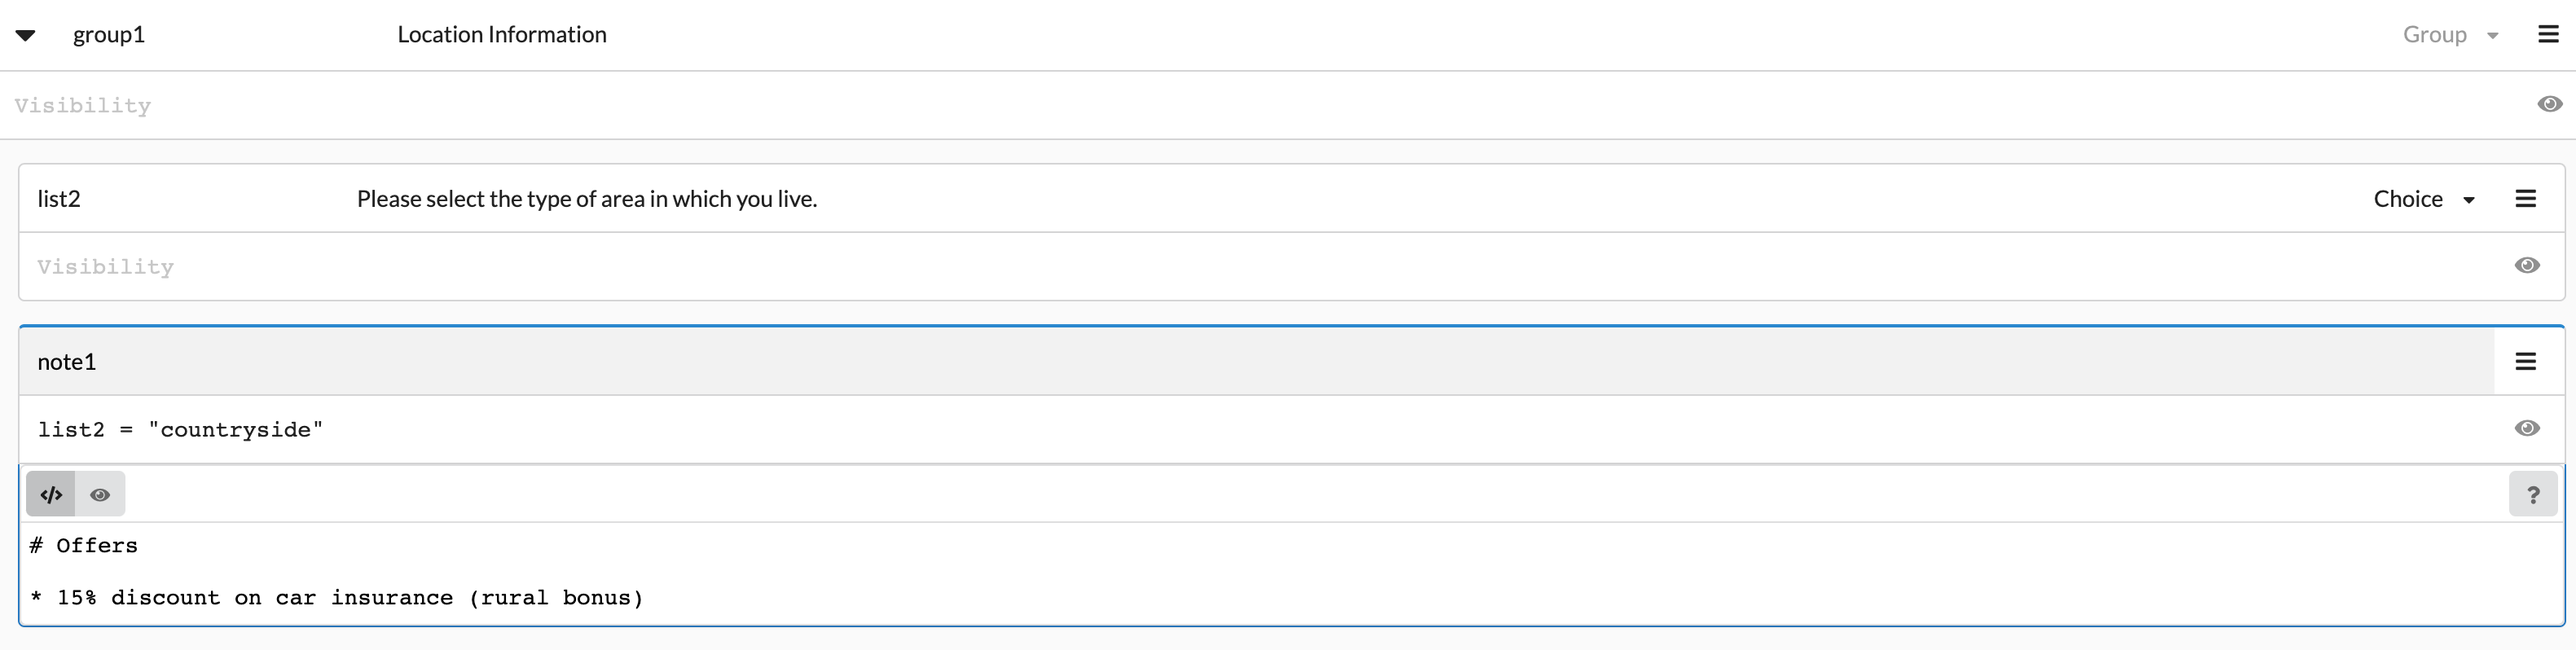 group1 Location Information Group
Visibility
list2 Please select the type of area in which you live. Choice
Visibility
note1
list2 = "countryside"
</> ?
# Offers
* 15% discount on car insurance (rural bonus)